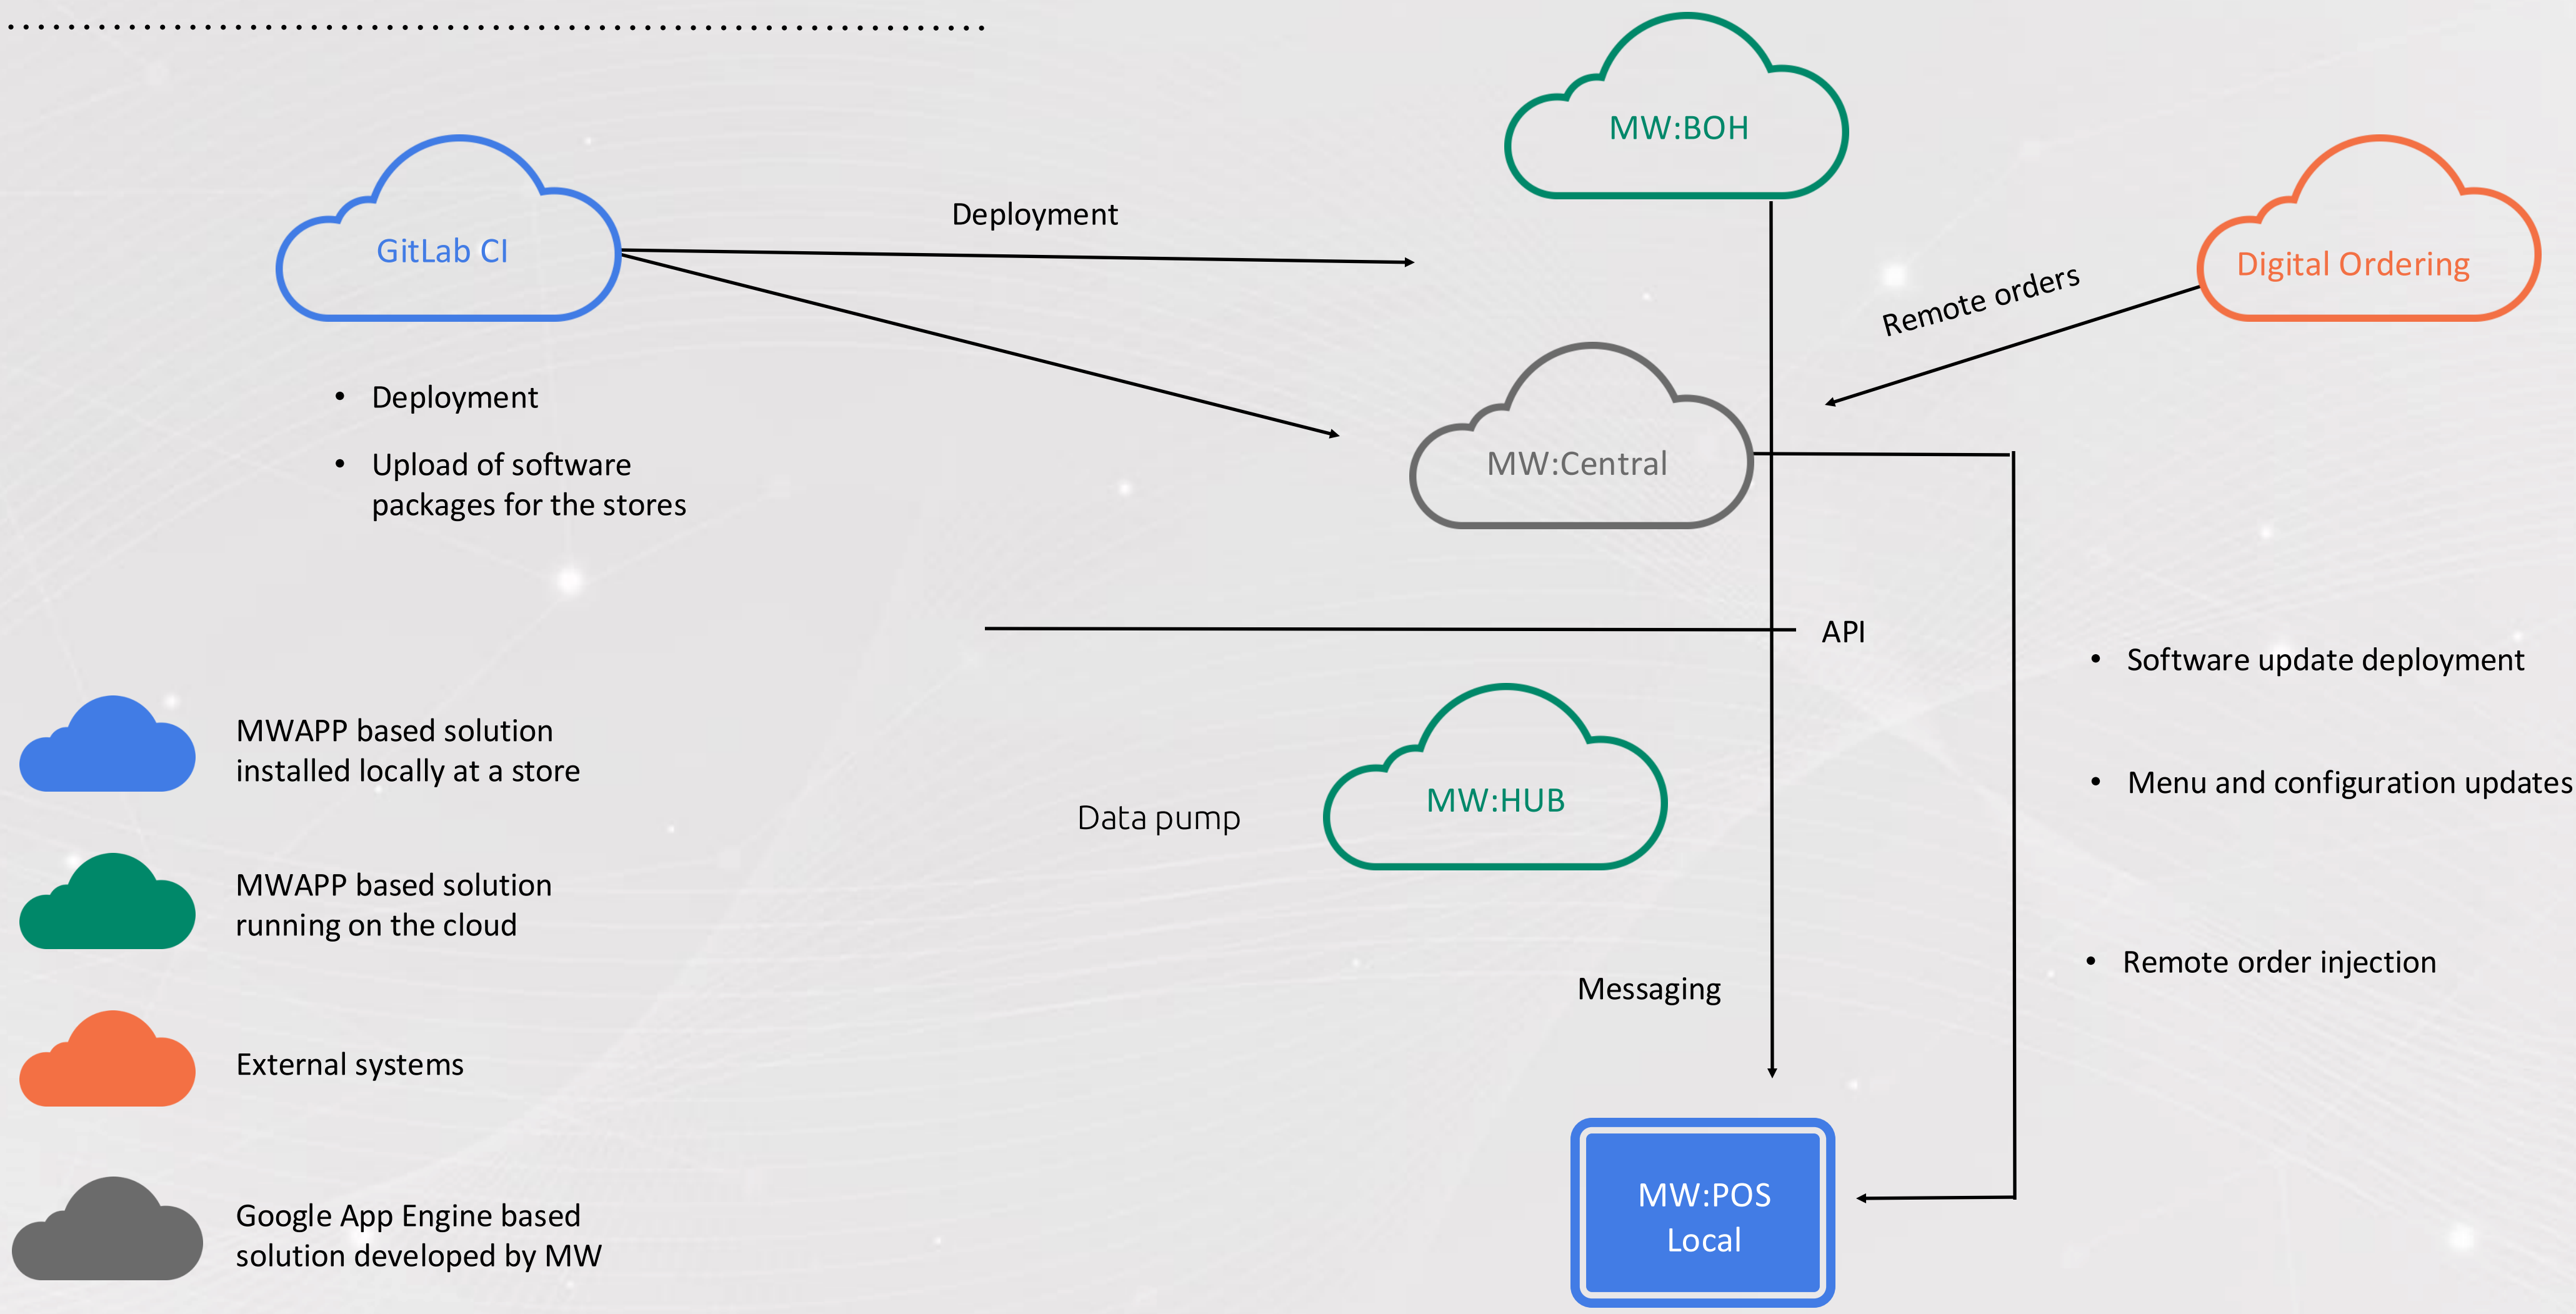 MW:BOH
GitLab CI
Deployment
Digital Ordering
Remote orders
• Deployment
• Upload of software
packages for the stores
MW:Central
API
• Software update deployment
• Menu and configuration updates
• Remote order injection
MW:HUB
Data pump
Messaging
MW:POS
Local
MWAPP based solution
installed locally at a store
MWAPP based solution
running on the cloud
External systems
Google App Engine based
solution developed by MW